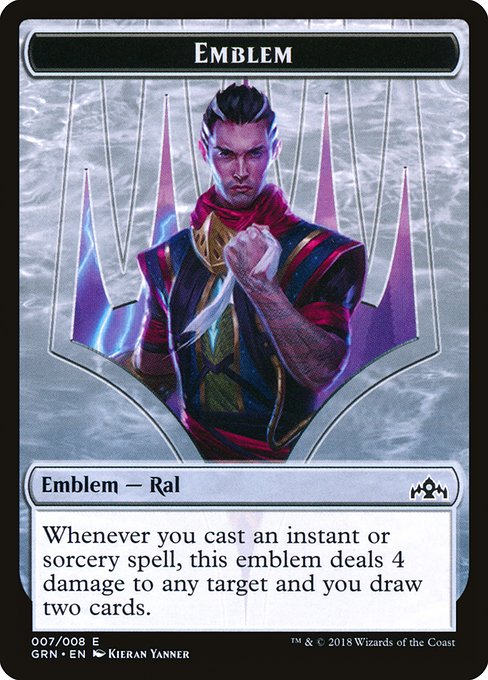 Emblem
Emblem — Ral
Whenever you cast an instant or
sorcery spell, this emblem deals 4
damage to any target and you draw
two cards.
007/008 E
GRN • EN Kieran Yanner
™ & © 2018 Wizards of the Coast